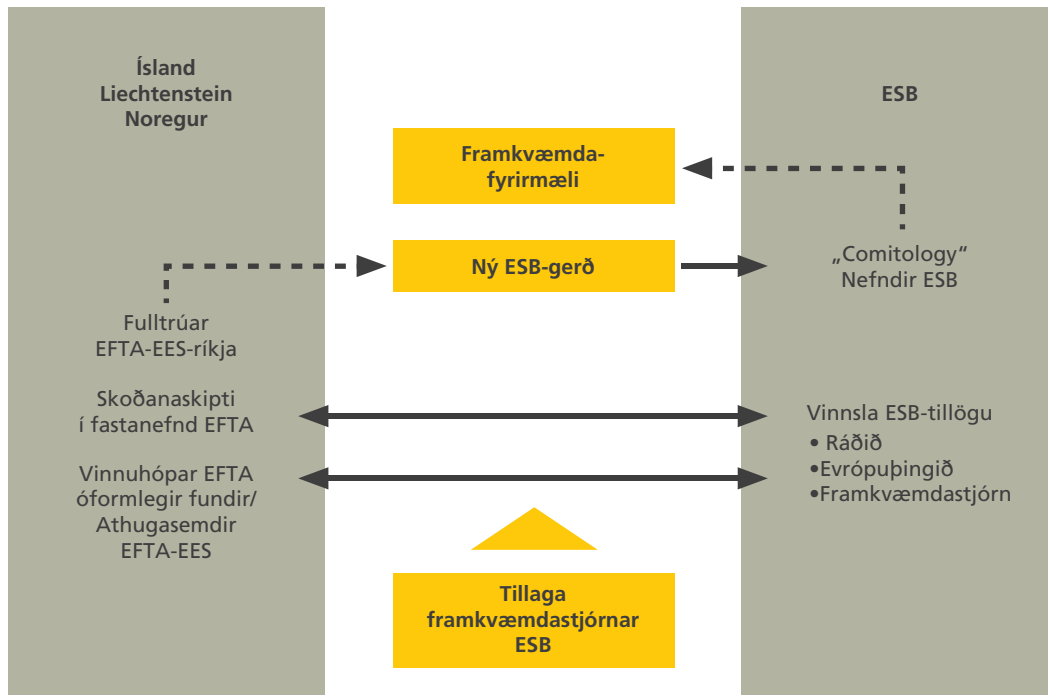 Ísland
Liechtenstein
Noregur
Fulltrúar
EFTA-EES-ríkja
Skoðanaskipti
í fastanefnd EFTA
Vinnuhópar EFTA
óformlegir fundir/
Athugasemdir
EFTA-EES
Framkvæmda-
fyrirmæli
Ný ESB-gerð
Tillaga
framkvæmdastjórnar
ESB
ESB
„Comitology“
Nefndir ESB
Vinnsla ESB-tillögu
• Ráðið
•Evrópuþingið
•Framkvæmdastjórn